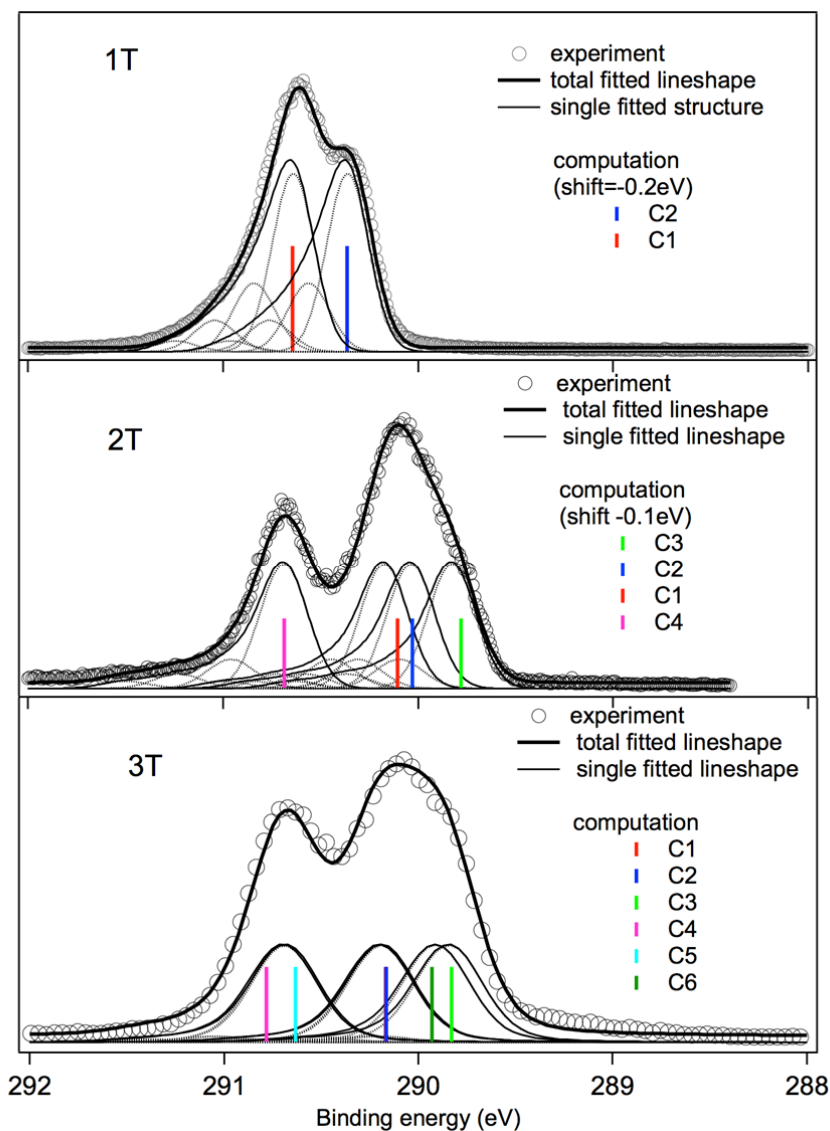 1T
experiment
total fitted lineshape
single fitted structure
computation
(shift=-0.2eV)
C2
C1
2T
experiment
total fitted lineshape
single fitted lineshape
computation
(shift -0.1eV)
C3
C2
C1
C4
3T
experiment
total fitted lineshape
single fitted lineshape
computation
C1
C2
C3
C4
C5
C6
292 291 290 289 288
Binding energy (eV)